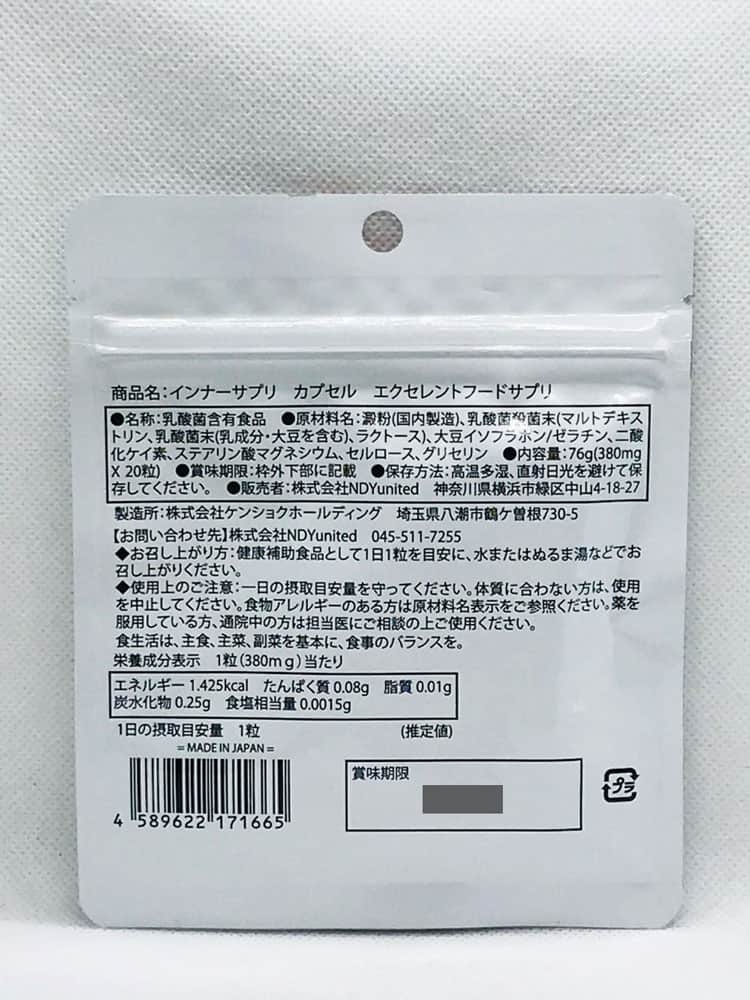 商品名：インナーサプリ　カプセル　エクセレントフードサプリ
●名称：乳酸菌含有食品　●原材料名：澱粉(国内製造)、乳酸菌殺菌末(マルトデキス
トリン、乳酸菌末(乳成分・大豆を含む)、ラクトース)、大豆イソフラボン/ゼラチン、二酸
化ケイ素、ステアリン酸マグネシウム、セルロース、グリセリン　●内容量：76g(380mg
X 20粒)　●賞味期限：枠外下部に記載　●保存方法：高温多湿、直射日光を避けて保
存してください。　●販売者：株式会社NDYunited　神奈川県横浜市緑区中山4-18-27
製造所：株式会社ケンショクホールディング　埼玉県八潮市鶴ケ曽根730-5
【お問い合わせ先】株式会社NDYunited　045-511-7255
◆お召し上がり方：健康補助食品として1日1粒を目安に、水またはぬるま湯などでお
召し上がりください。
◆使用上のご注意：一日の摂取目安量を守ってください。体質に合わない方は、使用
を中止してください。食物アレルギーのある方は原材料名表示をご参照ください。薬を
服用している方、通院中の方は担当医にご相談の上ご使用ください。
食生活は、主食、主菜、副菜を基本に、食事のバランスを。
栄養成分表示　1粒(380mg)当たり
エネルギー 1.425kcal　たんぱく質 0.08g　脂質 0.01g
炭水化物 0.25g　食塩相当量 0.0015g
1日の摂取目安量　1粒　(推定値)
= MADE IN JAPAN =
賞味期限
プラ
4 589622 171665